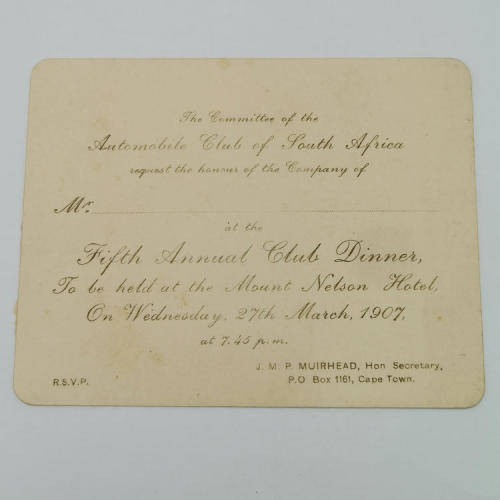 The Committee of the
Automobile Club of South Africa
request the honour of the Company of
Mr.
at the
Fifth Annual Club Dinner,
To be held at the Mount Nelson Hotel,
On Wednesday, 27th March, 1907,
at 7.45 p.m.
J. M. P. MUIRHEAD, Hon Secretary,
P.O Box 1161, Cape Town.
R.S.V.P.